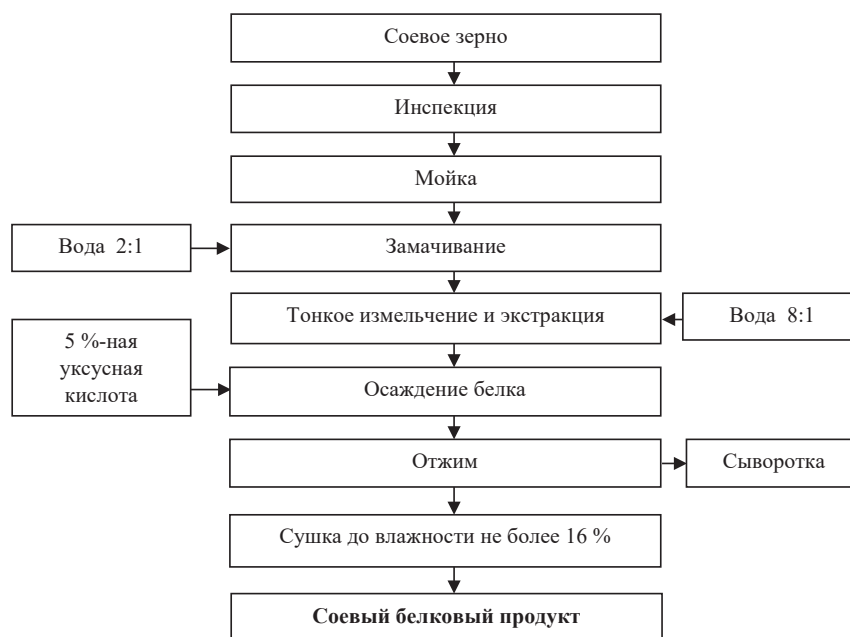 Соевое зерно
Инспекция
Мойка
Вода 2:1
Замачивание
Тонкое измельчение и экстракция
Вода 8:1
5 %-ная
уксусная
кислота
Осаждение белка
Отжим
Сыворотка
Сушка до влажности не более 16 %
Соевый белковый продукт